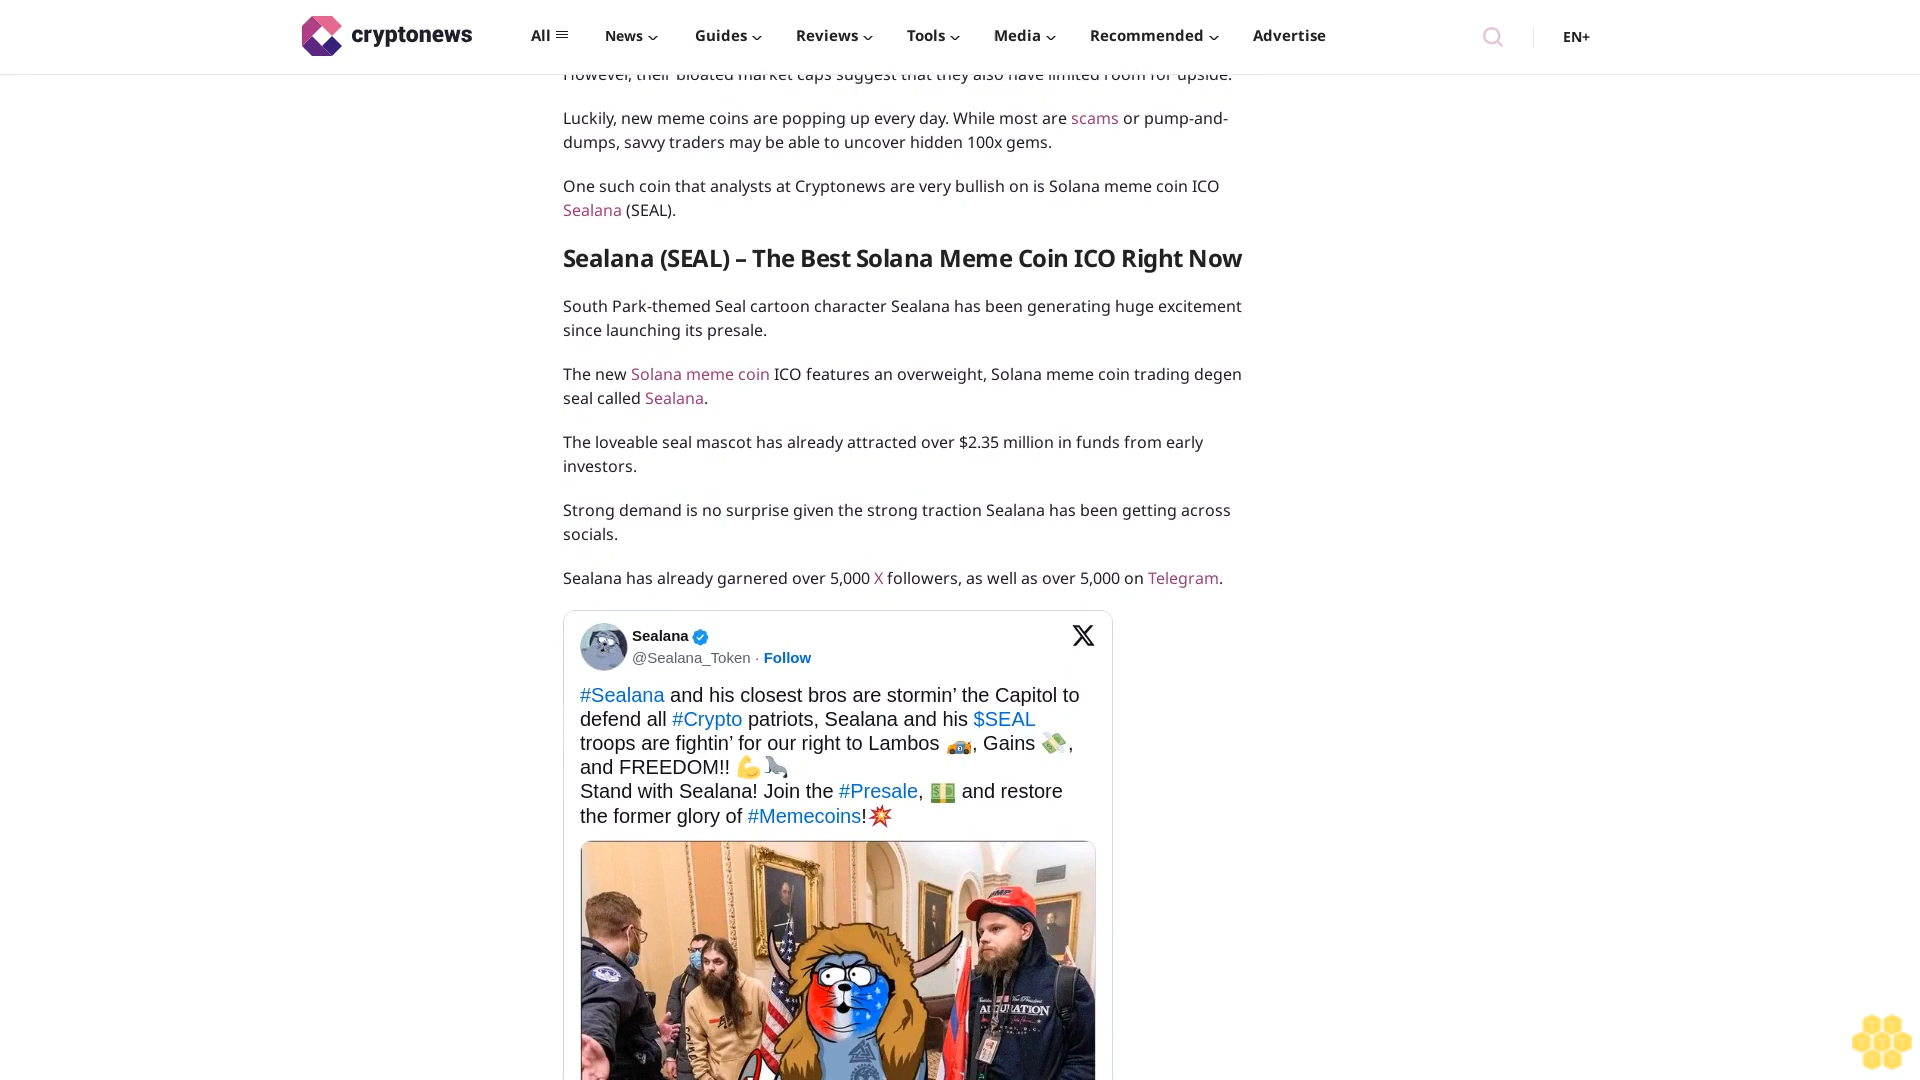 cryptonews
All
News
Guides
Reviews
Tools
Media
Recommended
Advertise
EN+
However, their bloated market caps suggest that they also have limited room for upside.
Luckily, new meme coins are popping up every day. While most are scams or pump-and-
dumps, savvy traders may be able to uncover hidden 100x gems.
One such coin that analysts at Cryptonews are very bullish on is Solana meme coin ICO
Sealana (SEAL).
Sealana (SEAL) – The Best Solana Meme Coin ICO Right Now
South Park-themed Seal cartoon character Sealana has been generating huge excitement
since launching its presale.
The new Solana meme coin ICO features an overweight, Solana meme coin trading degen
seal called Sealana.
The loveable seal mascot has already attracted over $2.35 million in funds from early
investors.
Strong demand is no surprise given the strong traction Sealana has been getting across
socials.
Sealana has already garnered over 5,000 X followers, as well as over 5,000 on Telegram.
Sealana
@Sealana_Token · Follow
#Sealana and his closest bros are stormin’ the Capitol to
defend all #Crypto patriots, Sealana and his $SEAL
troops are fightin’ for our right to Lambos 🚗, Gains 💸,
and FREEDOM!! 💪🦭
Stand with Sealana! Join the #Presale, 💵 and restore
the former glory of #Memecoins!💥